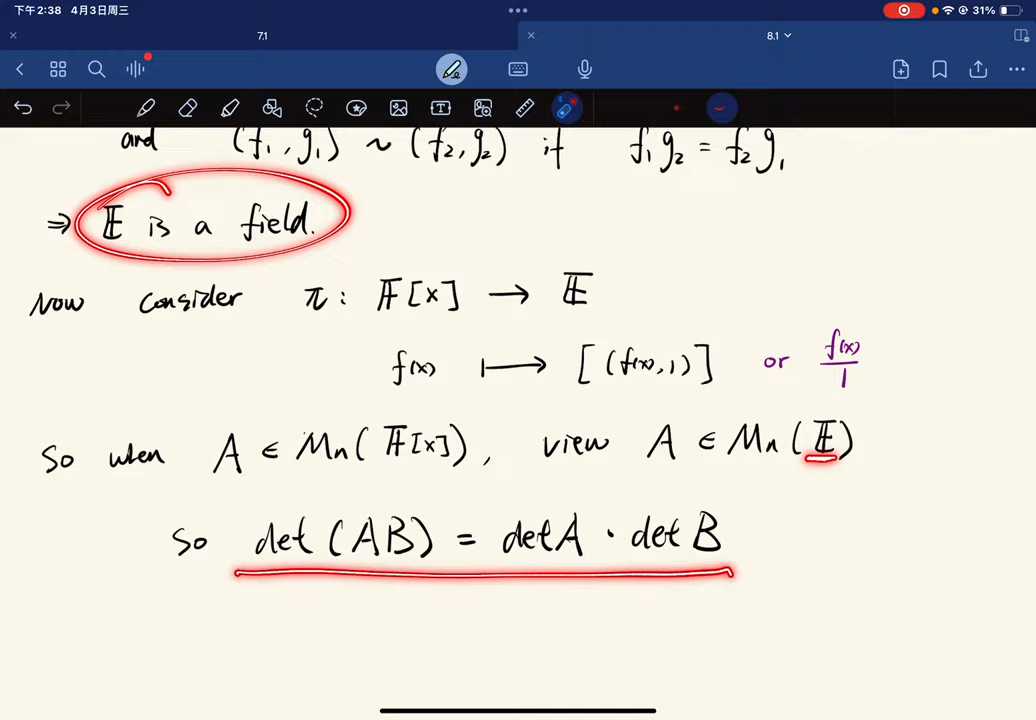 下午2:38 4月3日周三
31%
7.1
8.1
and (f₁, g₁) ~ (f₂, g₂) if f₁g₂ = f₂g₁
⇒ 𝔼 is a field.
Now consider π: 𝔽[x] → 𝔼
f(x) ⟼ [(f(x), 1)] or f(x)/1
So when A ∈ Mn(𝔽[x]), view A ∈ Mn(𝔼)
So det(AB) = detA · detB